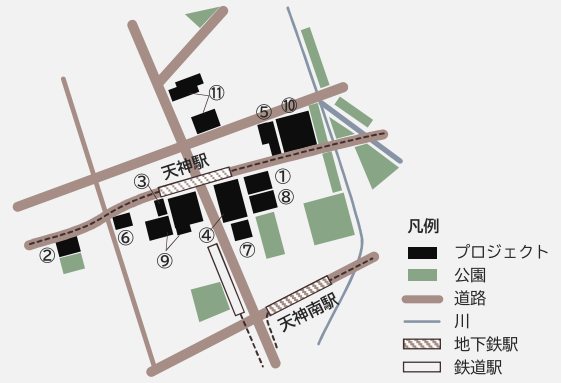 ⑪
⑤
⑩
天神駅
③
①
⑧
④
②
⑥
⑨
⑦
天神南駅
凡例
プロジェクト
公園
道路
川
地下鉄駅
鉄道駅